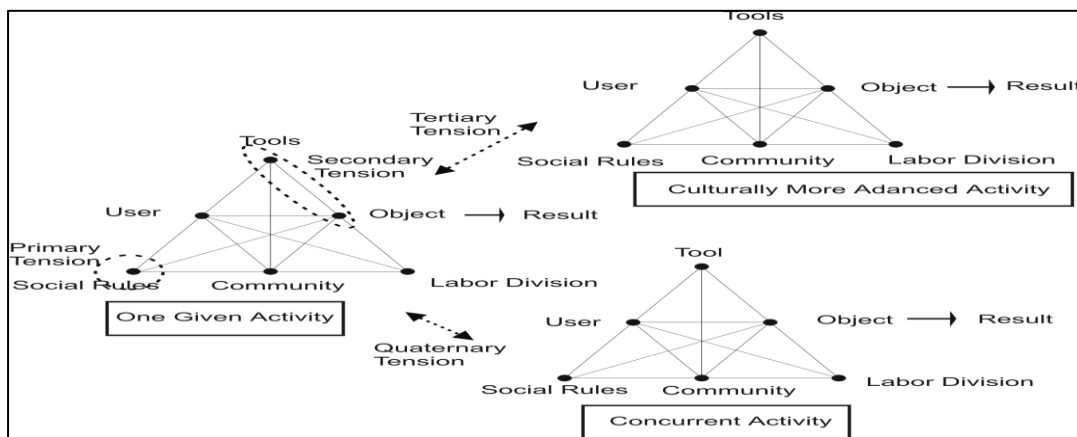 Tools
User
Object
Result
Social Rules
Community
Labor Division
Culturally More Adanced Activity
Tertiary
Tension
Tools
Secondary
Tension
User
Object
Result
Primary
Tension
Social Rules
Community
Labor Division
One Given Activity
Quaternary
Tension
Tool
User
Object
Result
Social Rules
Community
Labor Division
Concurrent Activity